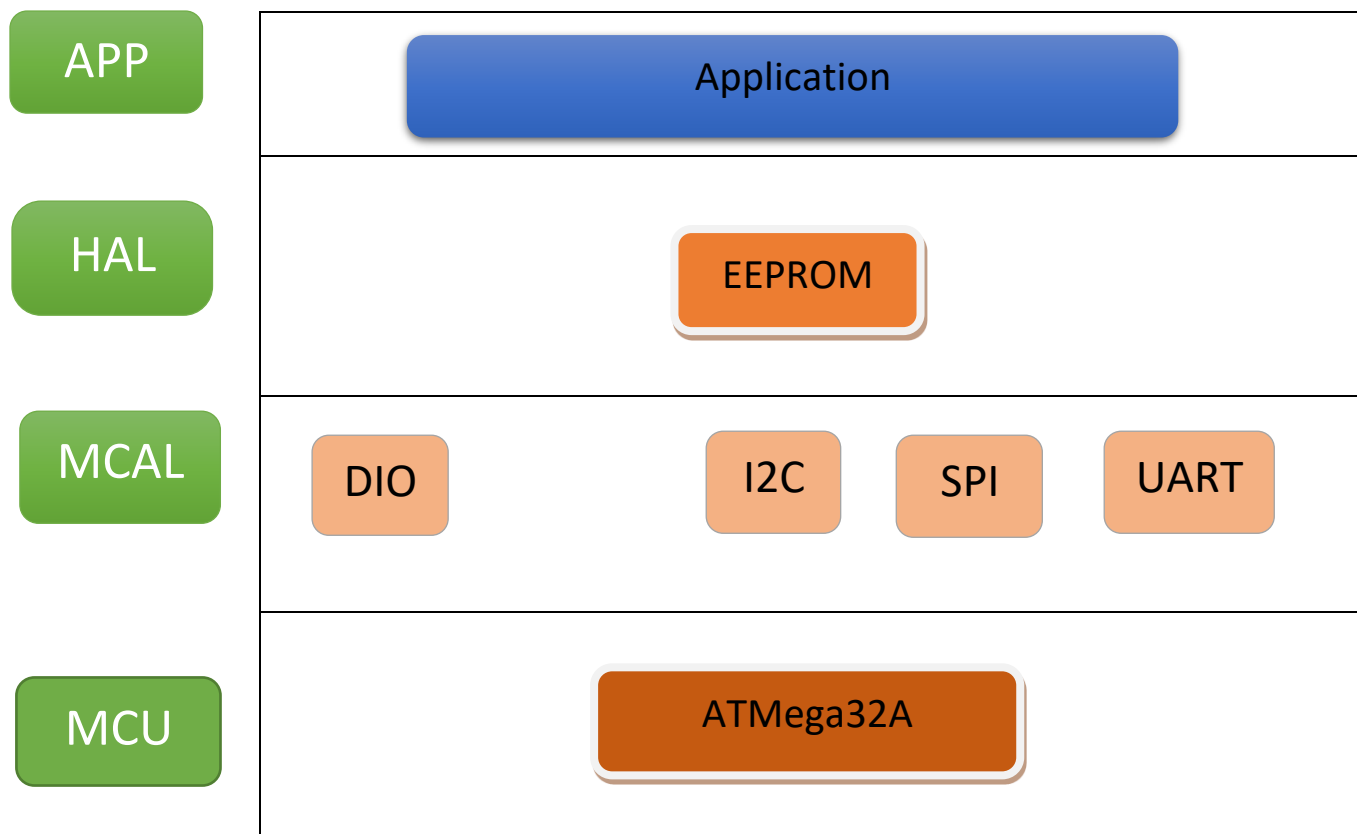 APP
Application
HAL
EEPROM
MCAL
DIO
I2C
SPI
UART
MCU
ATMega32A